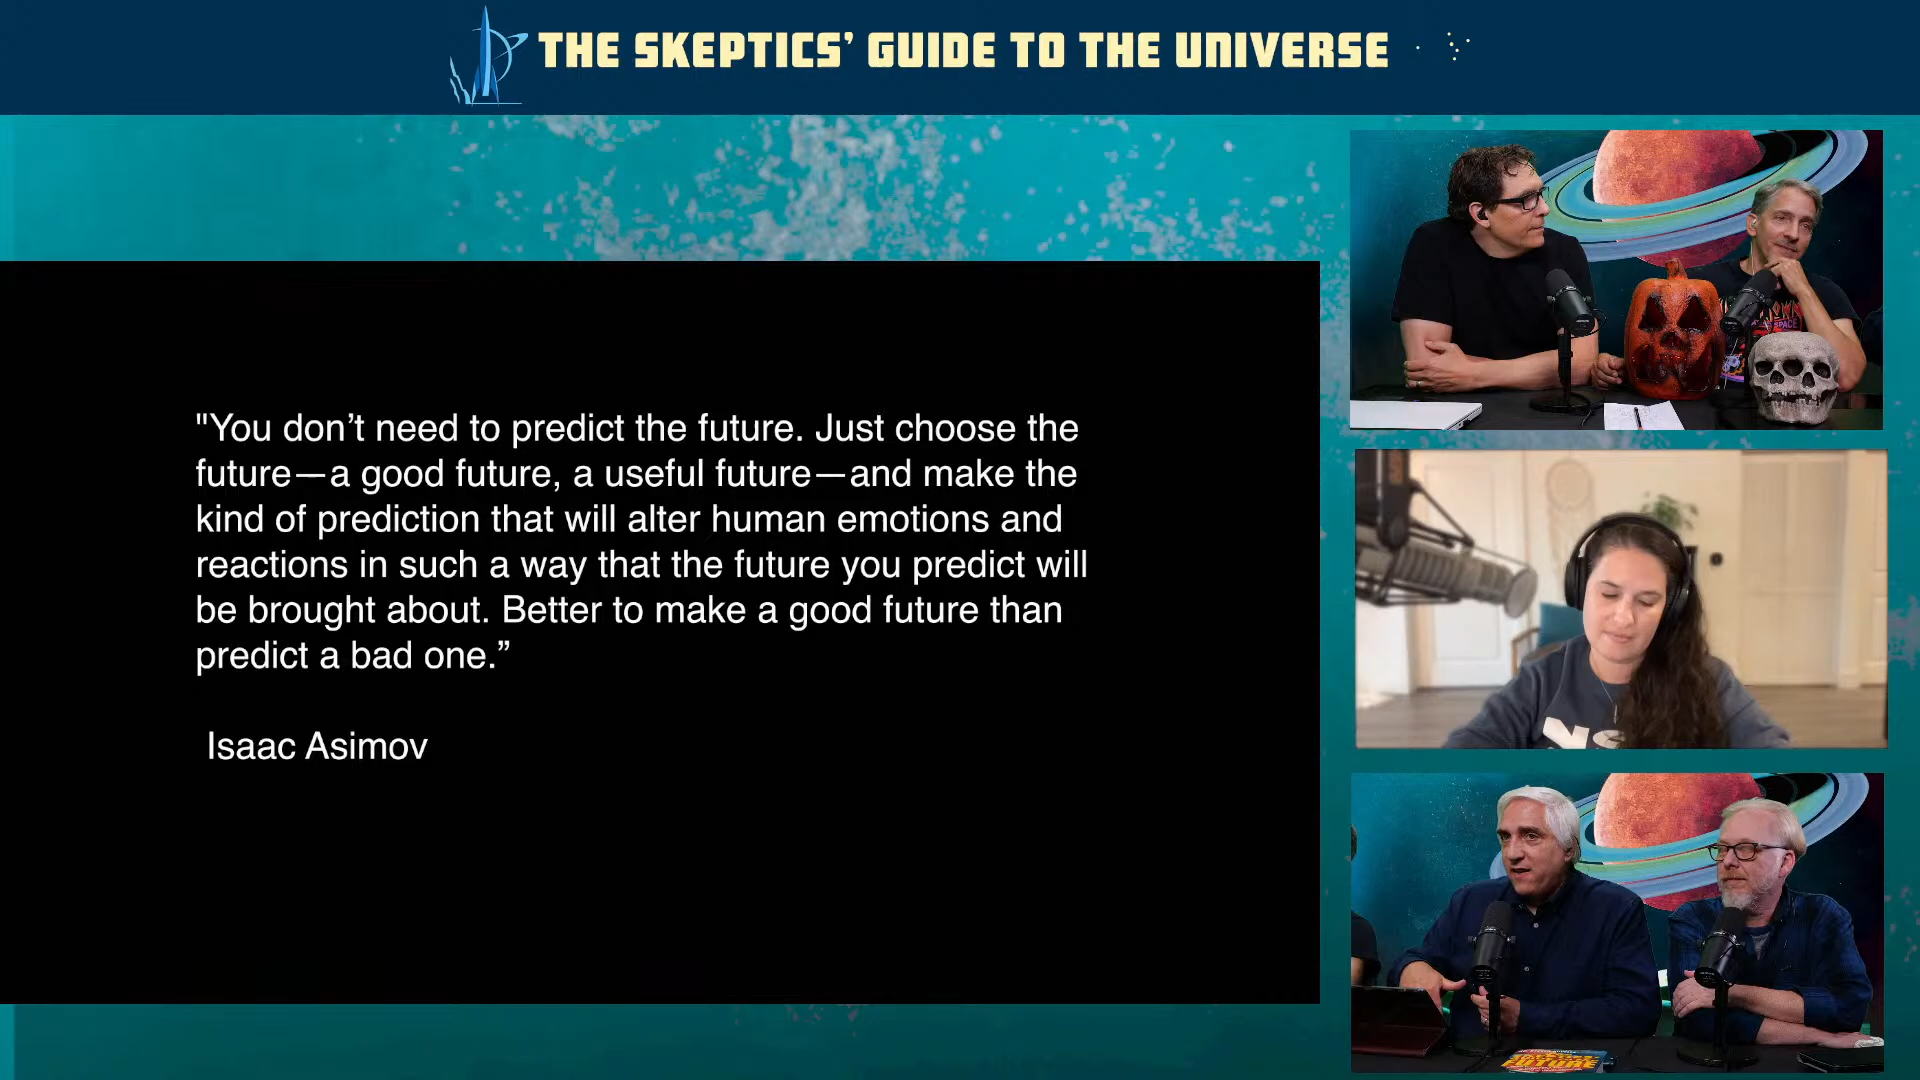 THE SKEPTICS' GUIDE TO THE UNIVERSE
"You don’t need to predict the future. Just choose the
future—a good future, a useful future—and make the
kind of prediction that will alter human emotions and
reactions in such a way that the future you predict will
be brought about. Better to make a good future than
predict a bad one.”
Isaac Asimov
SPACE
FUTURE